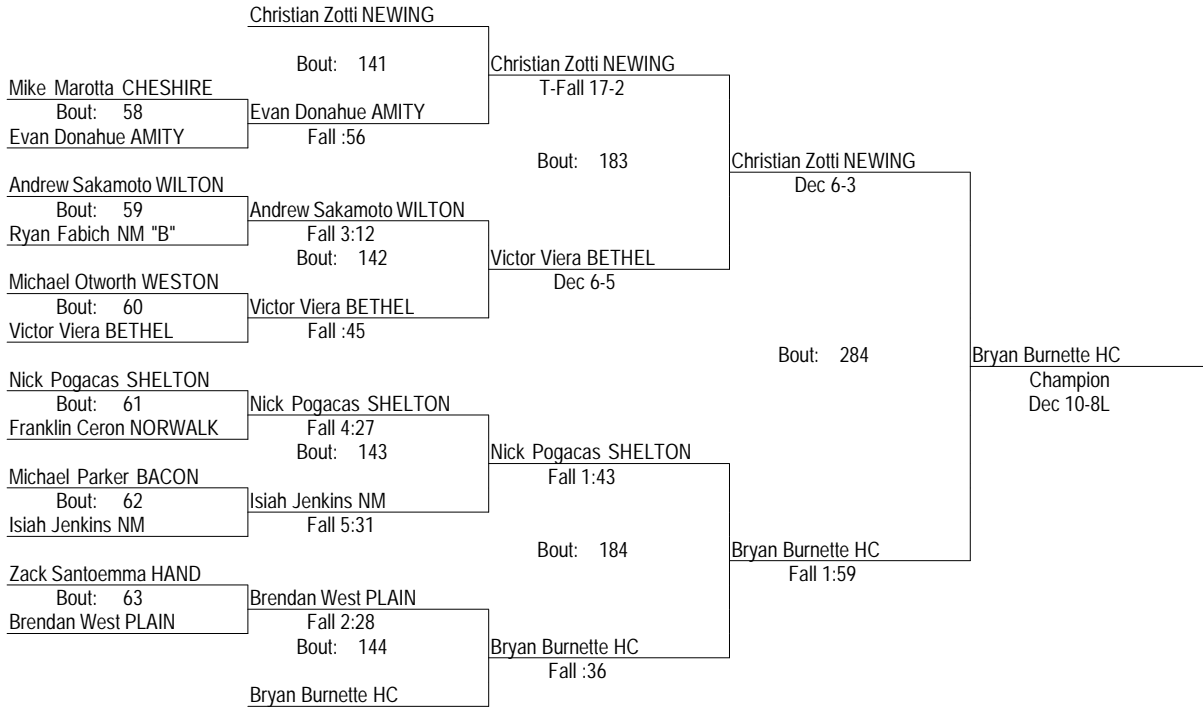 Christian Zotti NEWING
Bout: 141
Christian Zotti NEWING
T-Fall 17-2
Mike Marotta CHESHIRE
Bout: 58
Evan Donahue AMITY
Evan Donahue AMITY
Fall :56
Bout: 183
Christian Zotti NEWING
Dec 6-3
Andrew Sakamoto WILTON
Bout: 59
Ryan Fabich NM "B"
Andrew Sakamoto WILTON
Fall 3:12
Bout: 142
Victor Viera BETHEL
Dec 6-5
Michael Otworth WESTON
Bout: 60
Victor Viera BETHEL
Victor Viera BETHEL
Fall :45
Bout: 284
Bryan Burnette HC
Champion
Dec 10-8L
Nick Pogacas SHELTON
Bout: 61
Franklin Ceron NORWALK
Nick Pogacas SHELTON
Fall 4:27
Bout: 143
Nick Pogacas SHELTON
Fall 1:43
Michael Parker BACON
Bout: 62
Isiah Jenkins NM
Isiah Jenkins NM
Fall 5:31
Bout: 184
Bryan Burnette HC
Fall 1:59
Zack Santoemma HAND
Bout: 63
Brendan West PLAIN
Brendan West PLAIN
Fall 2:28
Bout: 144
Bryan Burnette HC
Fall :36
Bryan Burnette HC